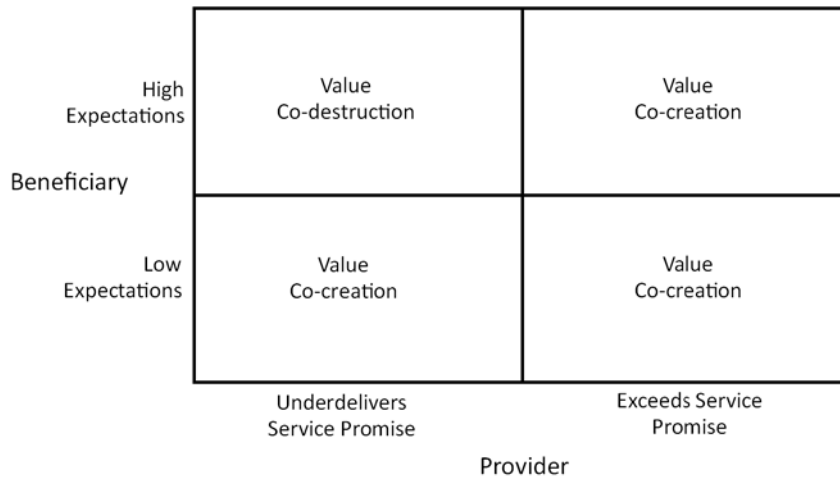 High
Expectations
Value
Co-destruction
Value
Co-creation
Beneficiary
Low
Expectations
Value
Co-creation
Value
Co-creation
Underdelivers
Service Promise
Exceeds Service
Promise
Provider